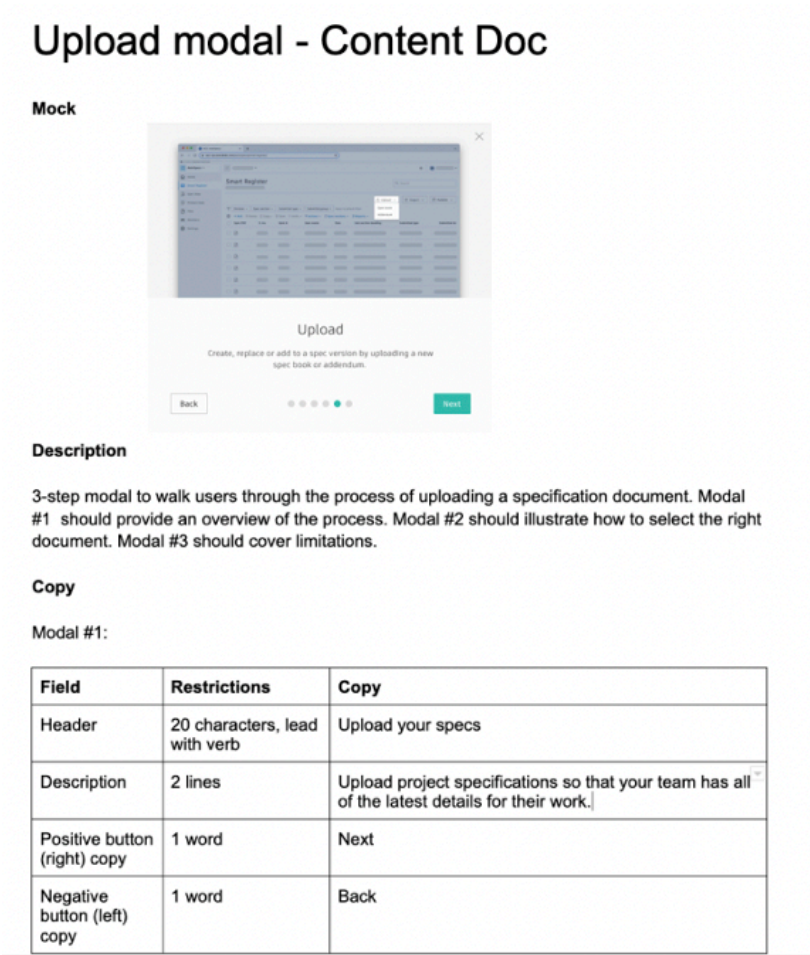 Upload modal - Content Doc
Mock
Smart Register
Upload
Create, replace or add to a spec version by uploading a new
spec book or addendum.
Back
Next
Description
3-step modal to walk users through the process of uploading a specification document. Modal
#1 should provide an overview of the process. Modal #2 should illustrate how to select the right
document. Modal #3 should cover limitations.
Copy
Modal #1:
Field Restrictions Copy
Header 20 characters, lead Upload your specs
with verb
Description 2 lines Upload project specifications so that your team has all
of the latest details for their work.
Positive button 1 word Next
(right) copy
Negative 1 word Back
button (left)
copy